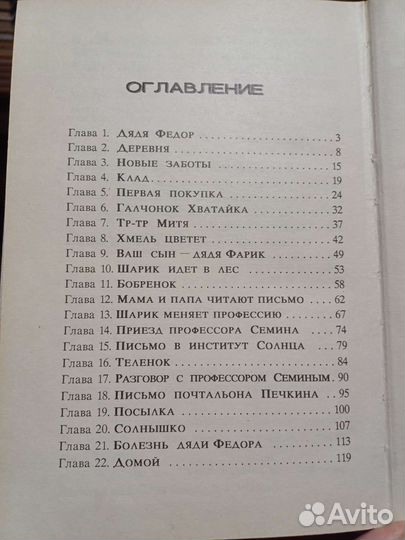 ОГЛАВЛЕНИЕ
Глава 1. Дядя Федор . . . . . . . . . . . . . . . 3
Глава 2. Деревня . . . . . . . . . . . . . . . . . 8
Глава 3. Новые заботы . . . . . . . . . . . . . 15
Глава 4. Клад . . . . . . . . . . . . . . . . . . . 19
Глава 5. Первая покупка . . . . . . . . . . . . 24
Глава 6. Галчонок Хватайка . . . . . . . . . . 32
Глава 7. Тр-тр Митя . . . . . . . . . . . . . . . 37
Глава 8. Хмель цветет . . . . . . . . . . . . . 42
Глава 9. Ваш сын — дядя Фарик . . . . . . . 49
Глава 10. Шарик идет в лес . . . . . . . . . . 53
Глава 11. Бобренок . . . . . . . . . . . . . . . 58
Глава 12. Мама и папа читают письмо . . 62
Глава 13. Шарик меняет профессию . . . . 67
Глава 14. Приезд профессора Семина . . . 74
Глава 15. Письмо в институт Солнца . . . 79
Глава 16. Теленок . . . . . . . . . . . . . . . . 84
Глава 17. Разговор с профессором Семиным. 90
Глава 18. Письмо почтальона Печкина . . . 95
Глава 19. Посылка . . . . . . . . . . . . . . . 100
Глава 20. Солнышко . . . . . . . . . . . . . . 107
Глава 21. Болезнь дяди Федора . . . . . . . 113
Глава 22. Домой . . . . . . . . . . . . . . . . 119
Avito